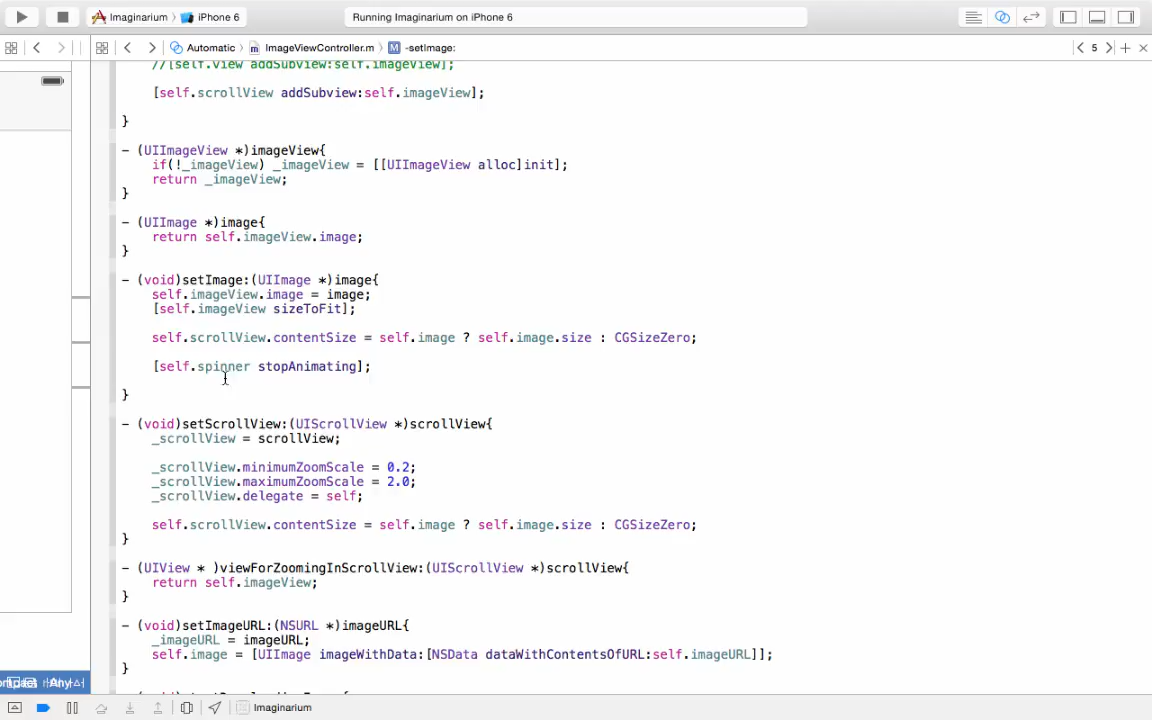 Imaginarium iPhone 6 Running Imaginarium on iPhone 6
Automatic ImageViewController.m M -setImage: 5
//[self.view addSubview:self.imageView];
[self.scrollView addSubview:self.imageView];
}
- (UIImageView *)imageView{
if(!_imageView) _imageView = [[UIImageView alloc]init];
return _imageView;
}
- (UIImage *)image{
return self.imageView.image;
}
- (void)setImage:(UIImage *)image{
self.imageView.image = image;
[self.imageView sizeToFit];
self.scrollView.contentSize = self.image ? self.image.size : CGSizeZero;
[self.spinner stopAnimating];
}
- (void)setScrollView:(UIScrollView *)scrollView{
_scrollView = scrollView;
_scrollView.minimumZoomScale = 0.2;
_scrollView.maximumZoomScale = 2.0;
_scrollView.delegate = self;
self.scrollView.contentSize = self.image ? self.image.size : CGSizeZero;
}
- (UIView * )viewForZoomingInScrollView:(UIScrollView *)scrollView{
return self.imageView;
}
- (void)setImageURL:(NSURL *)imageURL{
_imageURL = imageURL;
self.image = [UIImage imageWithData:[NSData dataWithContentsOfURL:self.imageURL]];
}
Imaginarium